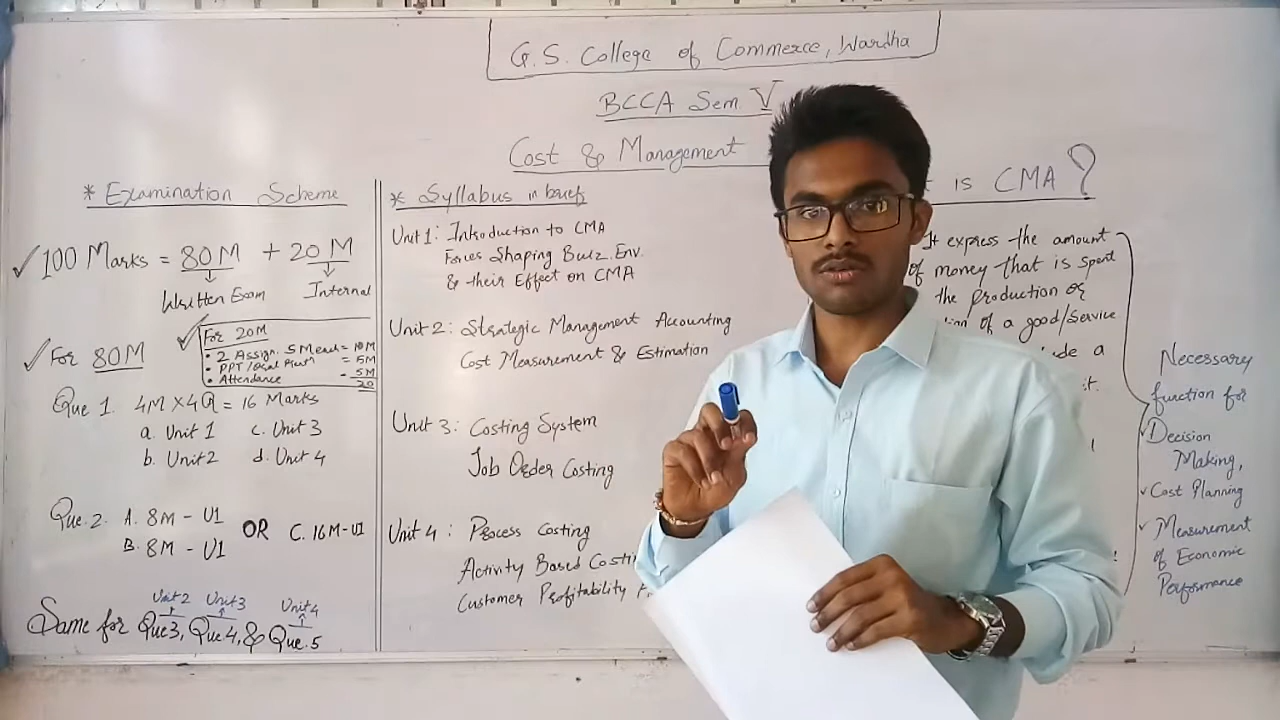 G.S. College of Commerce, Wardha
BCCA Sem V
Cost & Management
* Examination Scheme
✓ 100 Marks = 80M + 20M
Written Exam Internal
✓ For 80M
✓ For 20M
• 2 Assign. 5M each = 10M
• PPT/Oral = 5M
• Attendance - 5M
20
Que 1. 4M X 4Q = 16 Marks
a. Unit 1 c. Unit 3
b. Unit 2 d. Unit 4
Que. 2. A. 8M - U1
B. 8M - U1
OR C. 16M - U1
Unit 2 Unit 3 Unit 4
Same for Que 3, Que 4, & Que. 5
* Syllabus in brief
Unit 1: Introduction to CMA
Forces Shaping Buiz. Env.
& their Effect on CMA
Unit 2: Strategic Management Accounting
Cost Measurement & Estimation
Unit 3: Costing System
Job Order Costing
Unit 4: Process Costing
Activity Based Costi
Customer Profitability
is CMA ?
It express the amount
of money that is spent
the production or
of a good/service
a
it.
Necessary
function for
✓ Decision
Making,
✓ Cost Planning
✓ Measurement
of Economic
Performance